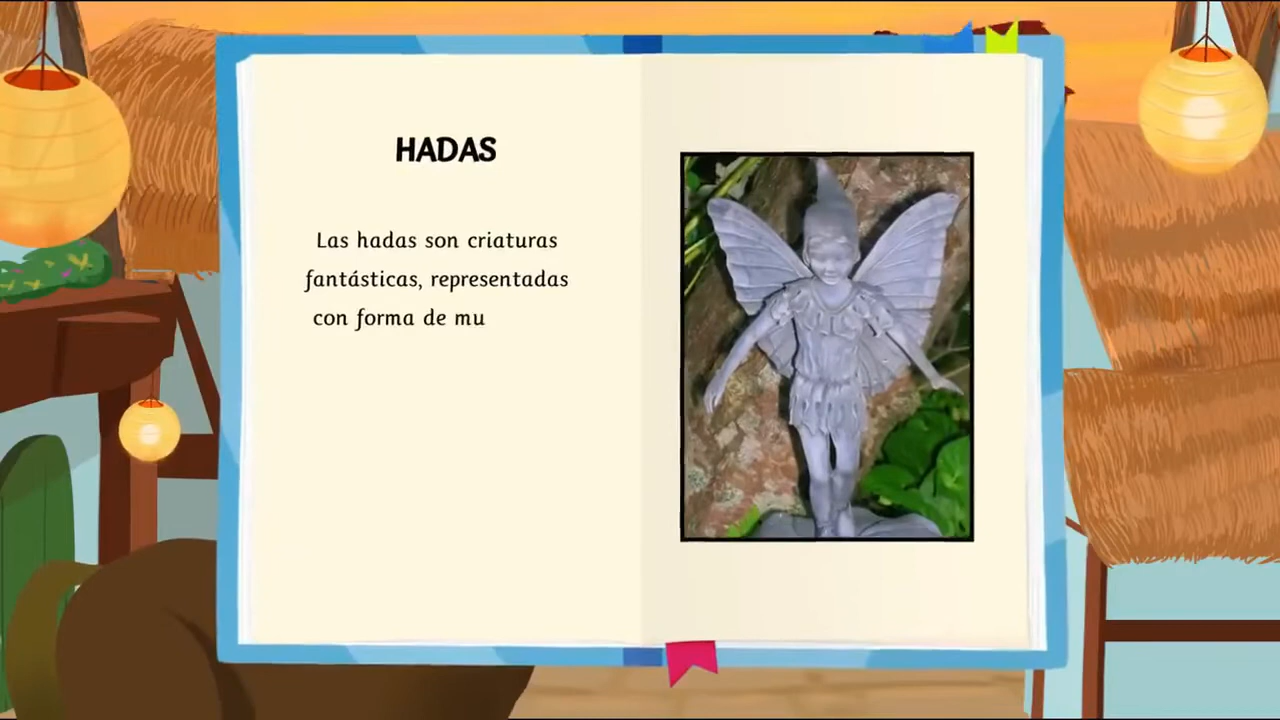 HADAS
Las hadas son criaturas
fantásticas, representadas
con forma de mu